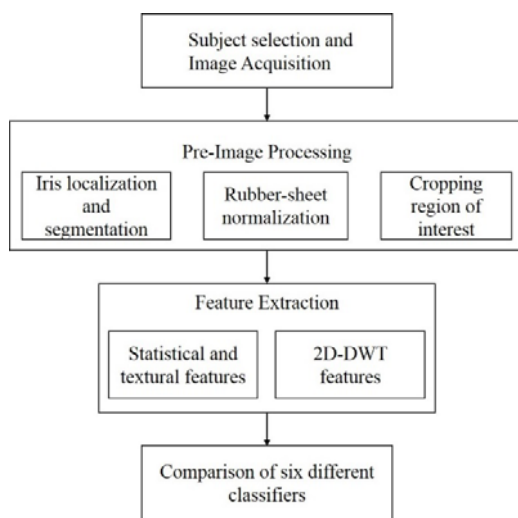 Subject selection and
Image Acquisition
Pre-Image Processing
Iris localization
and
segmentation
Rubber-sheet
normalization
Cropping
region of
interest
Feature Extraction
Statistical and
textural features
2D-DWT
features
Comparison of six different
classifiers